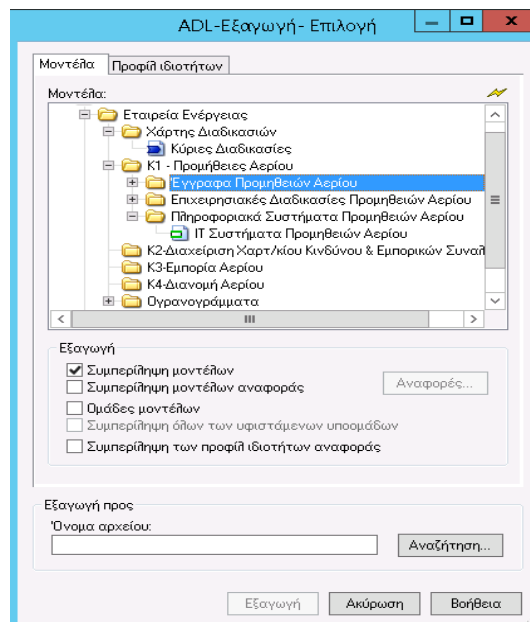 ADL-Εξαγωγή- Επιλογή
Μοντέλα Προφίλ ιδιοτήτων
Μοντέλα:
Εταιρεία Ενέργειας
Χάρτης Διαδικασιών
Κύριες Διαδικασίες
Κ1 - Προμήθειες Αερίου
Έγγραφα Προμηθειών Αερίου
Επιχειρησιακές Διαδικασίες Προμηθειών Αερίου
Πληροφοριακά Συστήματα Προμηθειών Αερίου
IT Συστήματα Προμηθειών Αερίου
Κ2-Διαχείριση Χαρτ/κίου Κινδύνου & Εμπορικών Συναλ
Κ3-Εμπορία Αερίου
Κ4-Διανομή Αερίου
Ογρανογράμματα
Εξαγωγή
Συμπερίληψη μοντέλων
Συμπερίληψη μοντέλων αναφοράς
Αναφορές...
Ομάδες μοντέλων
Συμπερίληψη όλων των υφιστάμενων υποομάδων
Συμπερίληψη των προφίλ ιδιοτήτων αναφοράς
Εξαγωγή προς
Όνομα αρχείου:
Αναζήτηση...
Εξαγωγή Ακύρωση Βοήθεια